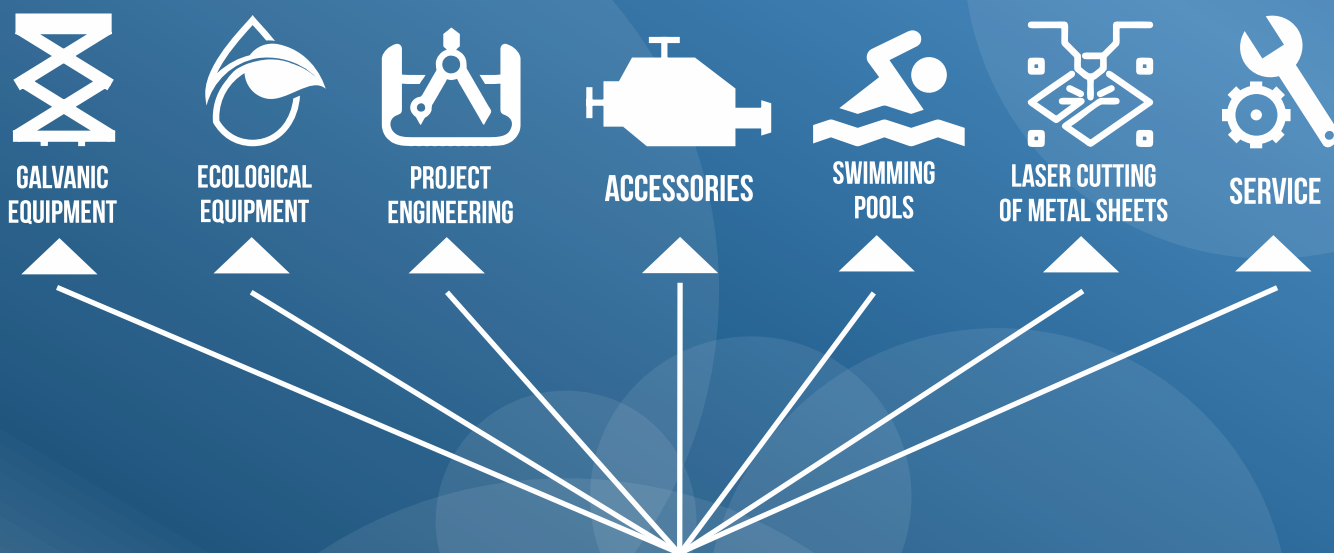 GALVANIC
EQUIPMENT
ECOLOGICAL
EQUIPMENT
PROJECT
ENGINEERING
ACCESSORIES
SWIMMING
POOLS
LASER CUTTING
OF METAL SHEETS
SERVICE